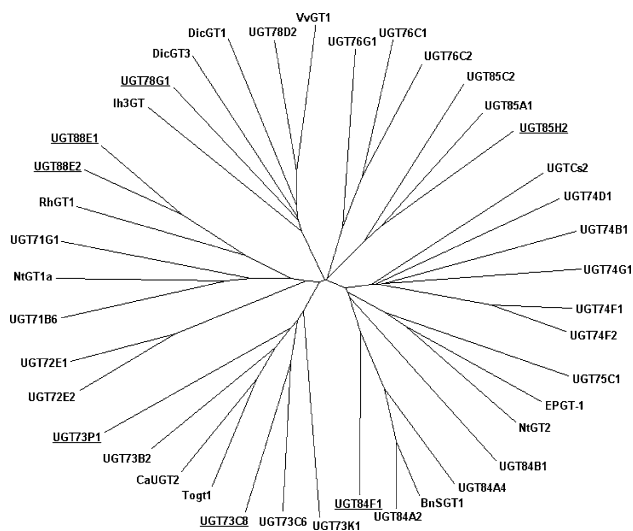 VvGT1
DicGT1
UGT78D2
UGT76G1
UGT76C1
DicGT3
UGT76C2
UGT78G1
UGT85C2
Ih3GT
UGT85A1
UGT85H2
UGT88E1
UGT88E2
UGTCs2
UGT74D1
RhGT1
UGT74B1
UGT71G1
UGT74G1
NtGT1a
UGT74F1
UGT71B6
UGT74F2
UGT72E1
UGT75C1
UGT72E2
EPGT-1
NtGT2
UGT73P1
UGT73B2
UGT84B1
CaUGT2
UGT84A4
Togt1
BnSGT1
UGT84F1
UGT84A2
UGT73C8
UGT73C6
UGT73K1